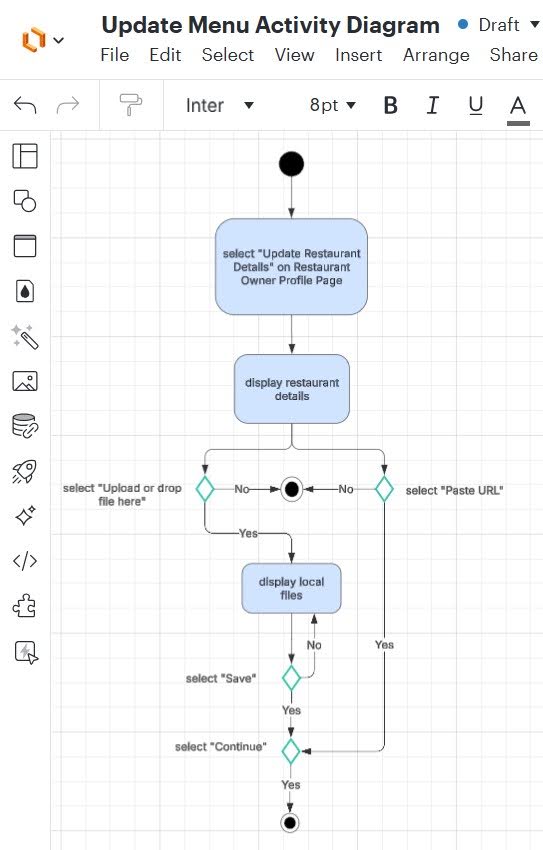 Update Menu Activity Diagram
Draft
File Edit Select View Insert Arrange Share
Inter 8pt B I U A
select "Update Restaurant
Details" on Restaurant
Owner Profile Page
display restaurant
details
select "Upload or drop
file here"
No
No
select "Paste URL"
Yes
display local
files
No
Yes
select "Save"
Yes
select "Continue"
Yes